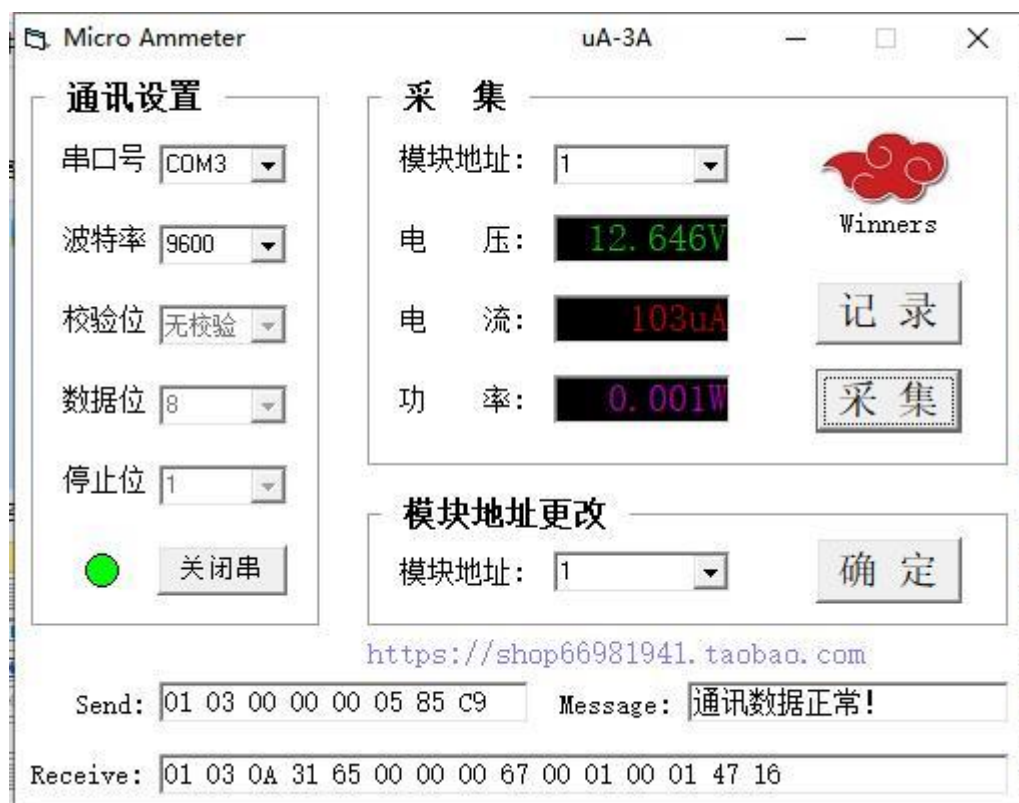 Micro Ammeter uA-3A
通讯设置
串口号 COM3
波特率 9600
校验位 无校验
数据位 8
停止位 1
关闭串
采 集
模块地址: 1
电 压: 12.646V
电 流: 103uA
功 率: 0.001W
Winners
记 录
采 集
模块地址更改
模块地址: 1
确 定
https://shop66981941.taobao.com
Send: 01 03 00 00 00 05 85 C9 Message: 通讯数据正常!
Receive: 01 03 0A 31 65 00 00 00 67 00 01 00 01 47 16